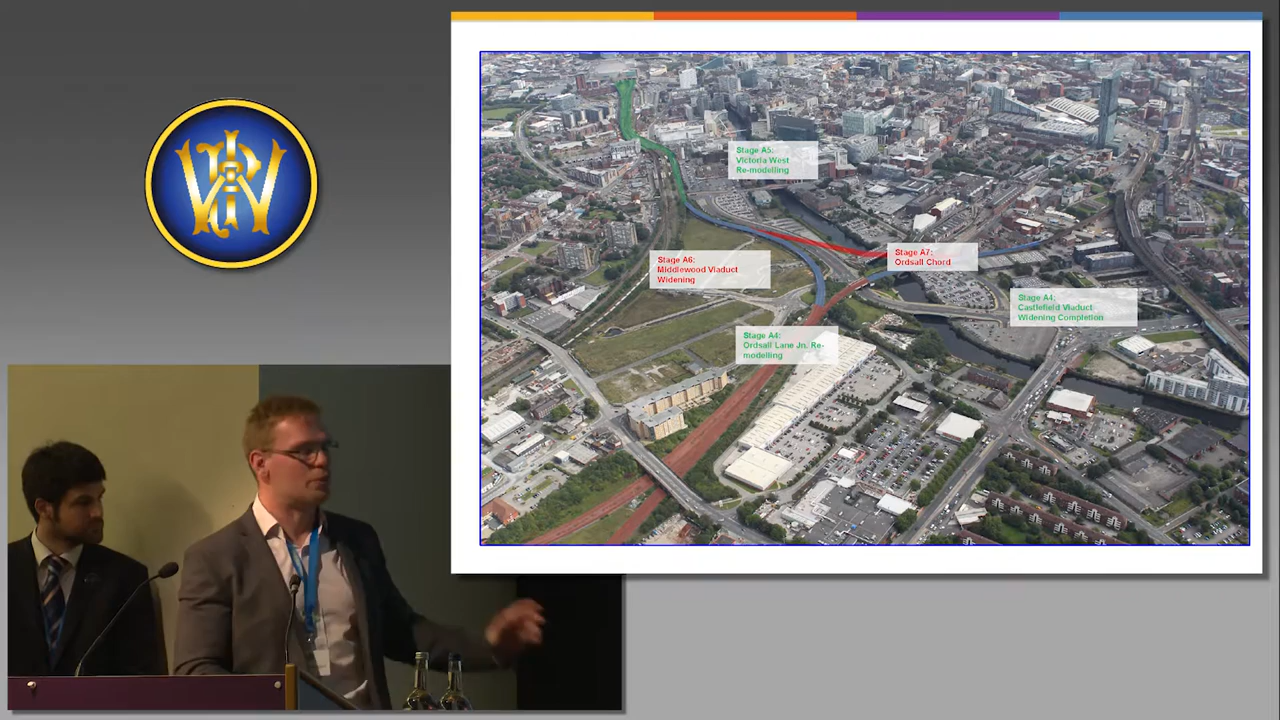 Stage A5:
Victoria West
Re-modelling
Stage A7:
Ordsall Chord
Stage A6:
Middlewood Viaduct
Widening
Stage A4:
Castlefield Viaduct
Widening Completion
Stage A4:
Ordsall Lane Jn. Re-
modelling